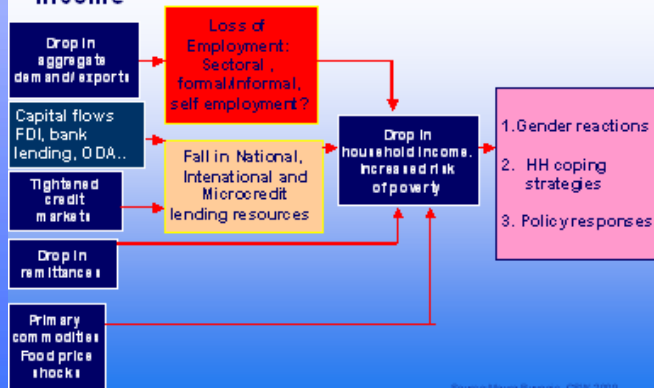 Income
Drop in
aggregate
demand/exports
Loss of
Employment:
Sectoral ,
formal/informal,
self employment?
Capital flows
FDI, bank
lending, ODA..
Fall in National,
Intenational and
Microcredit
lending resources
Tightened
credit
markets
Drop in
remittances
Primary
commodities
Food price
shocks
Drop in
household income.
Increased risk
of poverty
1.Gender reactions
2. HH coping
strategies
3. Policy responses